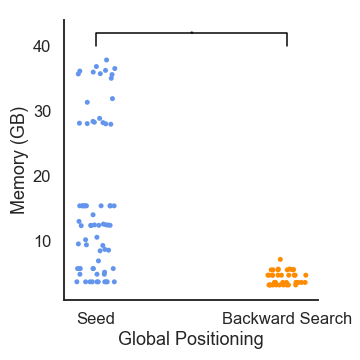 40
30
20
10
Memory (GB)
Seed
Backward Search
Global Positioning